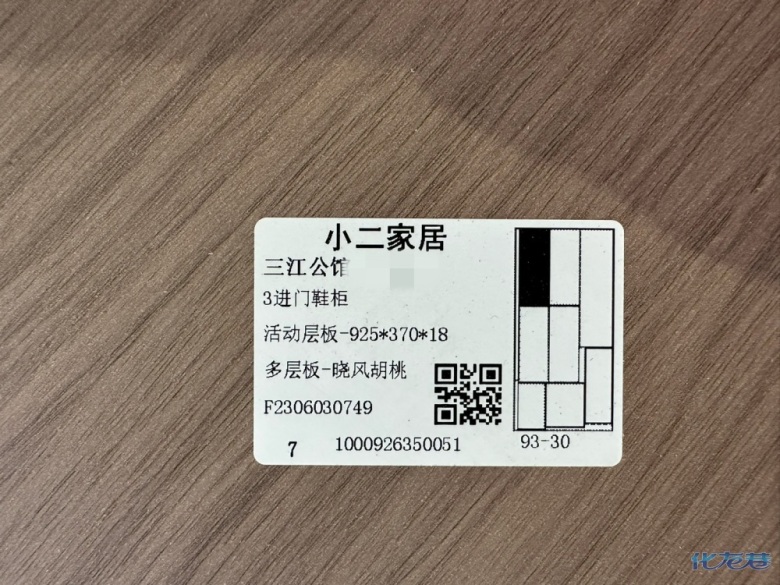 小二家居
三江公馆
3进门鞋柜
活动层板-925*370*18
多层板-晓风胡桃
F2306030749
7 1000926350051 93-30
化龙巷